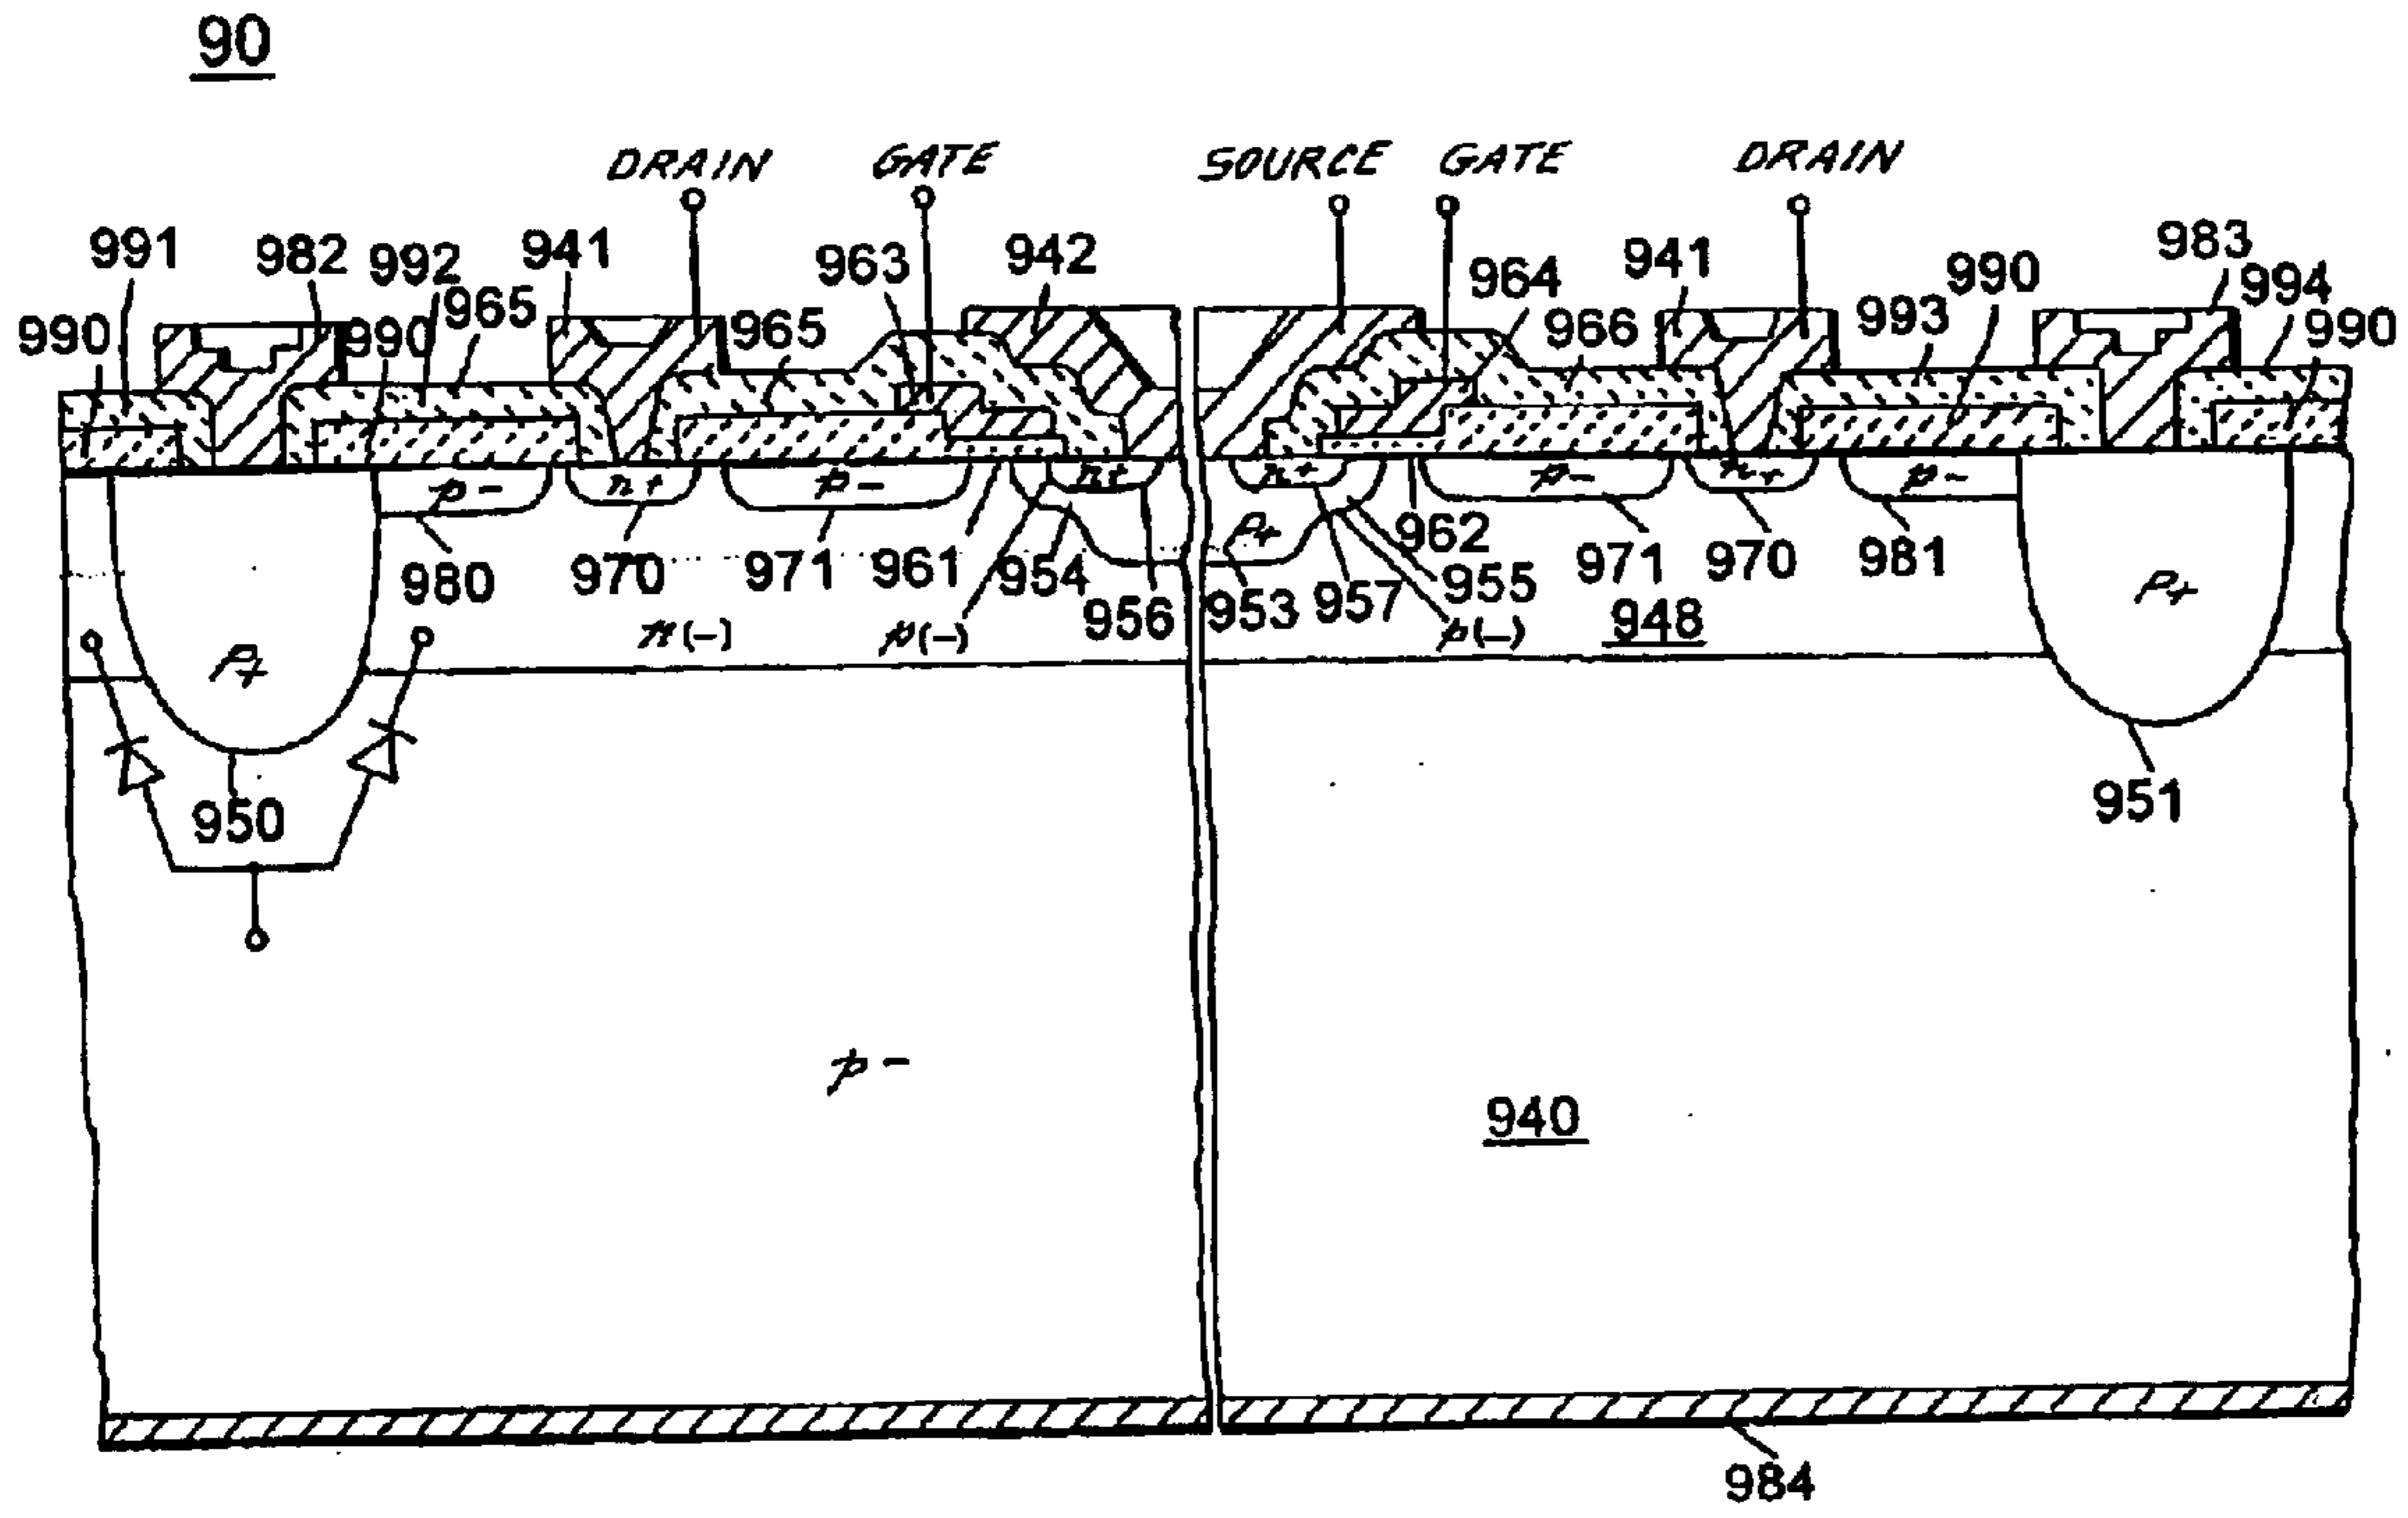 90
DRAIN GATE SOURCE GATE DRAIN
991 982 992 941 963 942 964 941 990 983
990 990 965 965 966 993 994 990
p- n+ p- n+ n+ p- n+ p-
980 970 971 961 954 956 P+ 953 957 962 955 971 970 981
P+ n(-) p(-) p(-) 948 P+
950 951
p-
940
984